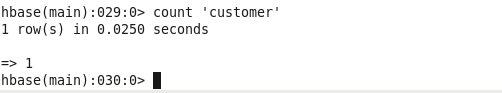 hbase(main):029:0> count 'customer'
1 row(s) in 0.0250 seconds
=> 1
hbase(main):030:0>